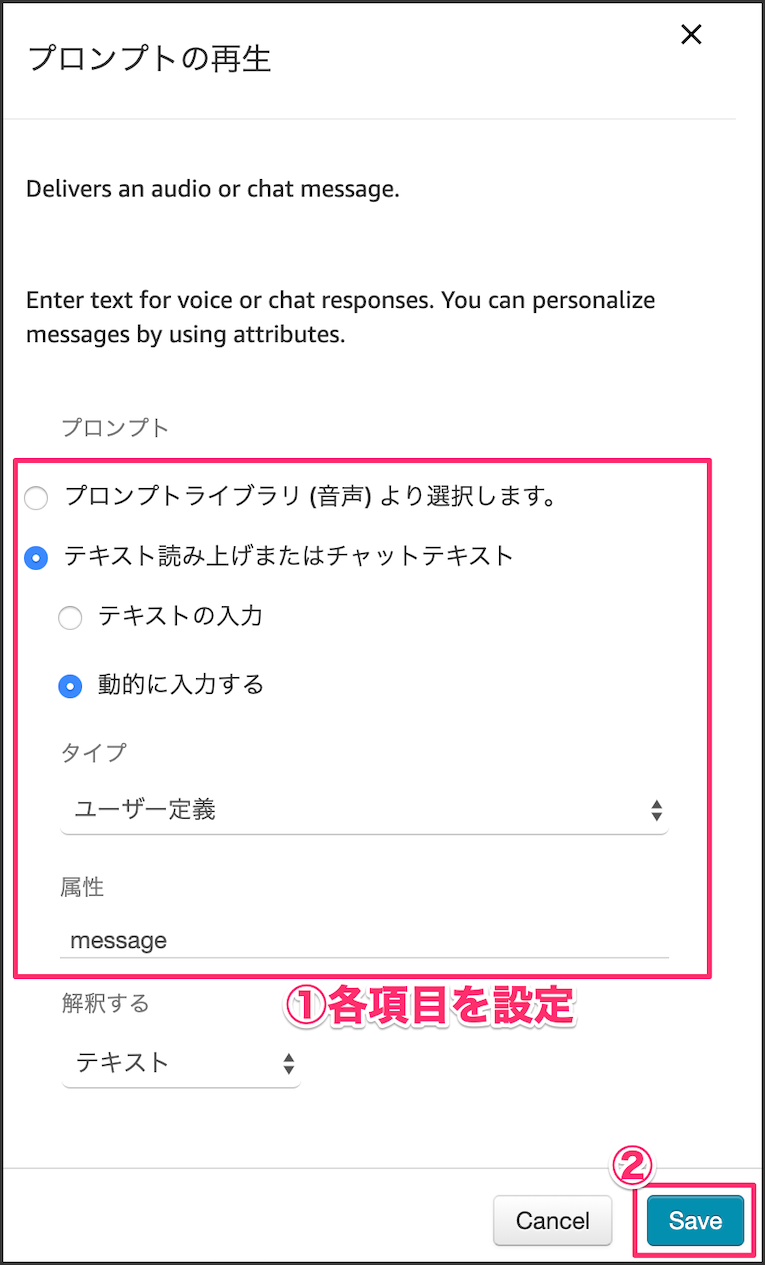 プロンプトの再生
Delivers an audio or chat message.
Enter text for voice or chat responses. You can personalize
messages by using attributes.
プロンプト
プロンプトライブラリ (音声) より選択します。
テキスト読み上げまたはチャットテキスト
テキストの入力
動的に入力する
タイプ
ユーザー定義
属性
message
①各項目を設定
解釈する
テキスト
②
Cancel
Save